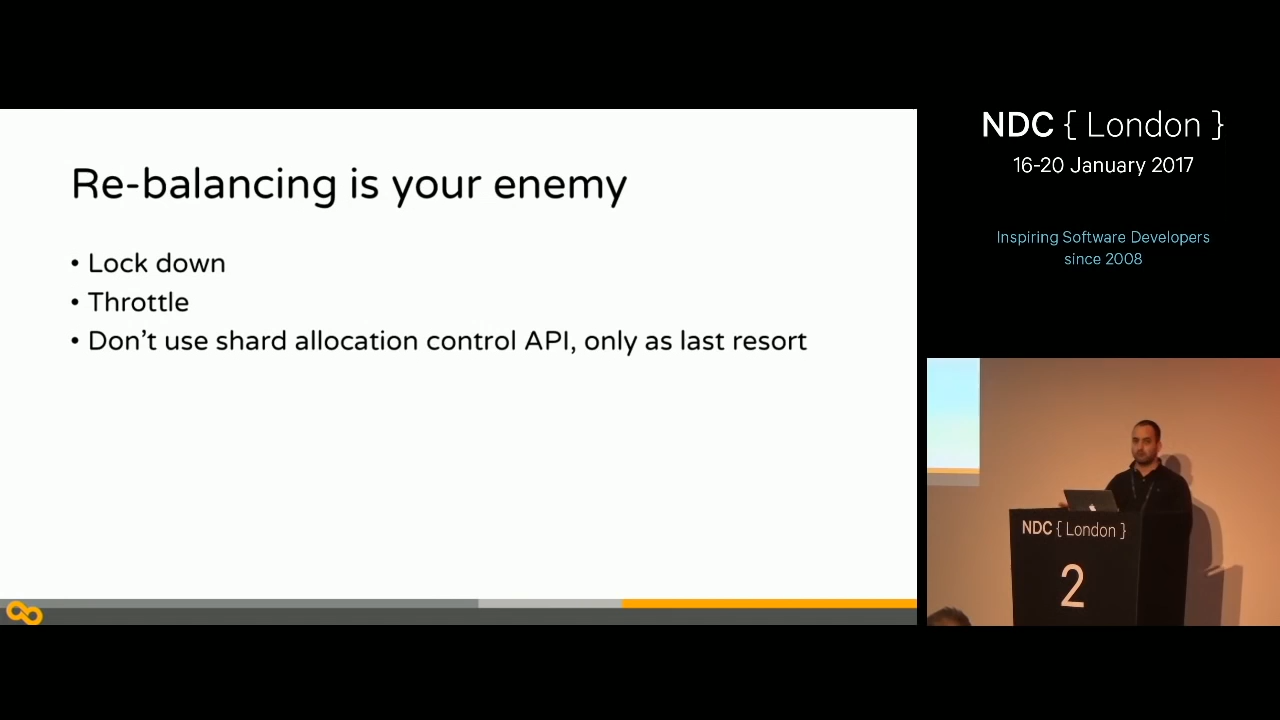 Re-balancing is your enemy
• Lock down
• Throttle
• Don't use shard allocation control API, only as last resort
NDC { London }
16-20 January 2017
Inspiring Software Developers
since 2008
NDC { London }
2